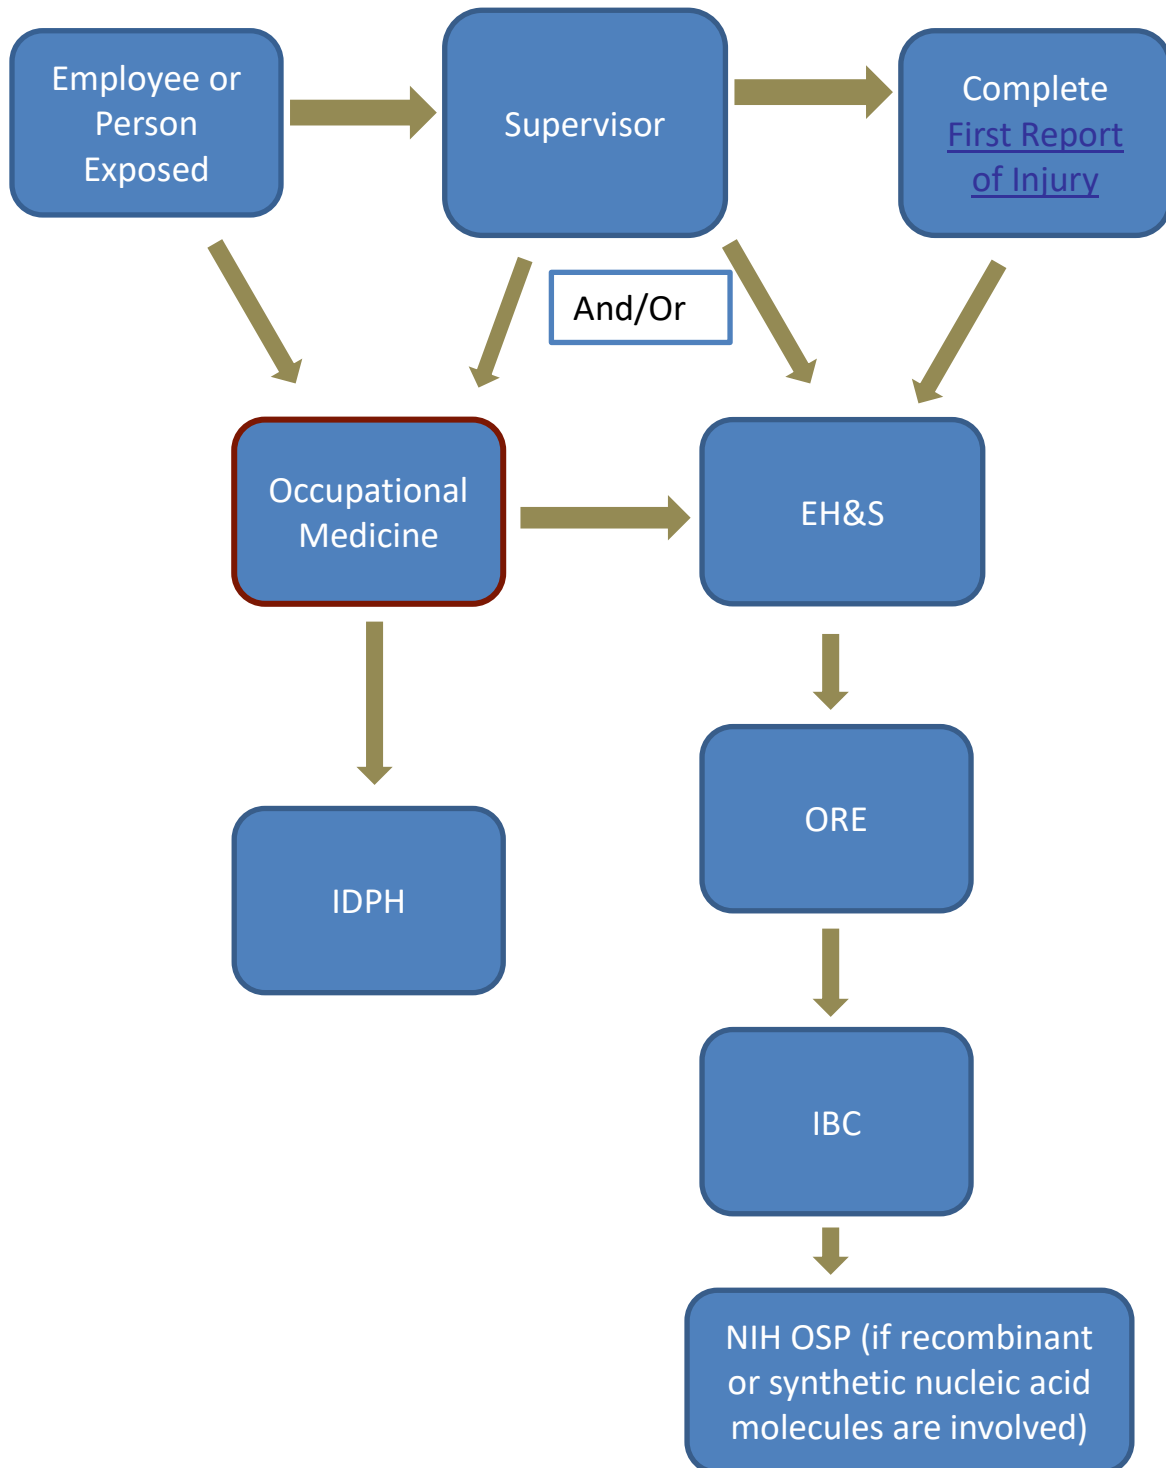 Employee or
Person
Exposed
Supervisor
Complete
First Report
of Injury
And/Or
Occupational
Medicine
EH&S
ORE
IDPH
IBC
NIH OSP (if recombinant
or synthetic nucleic acid
molecules are involved)